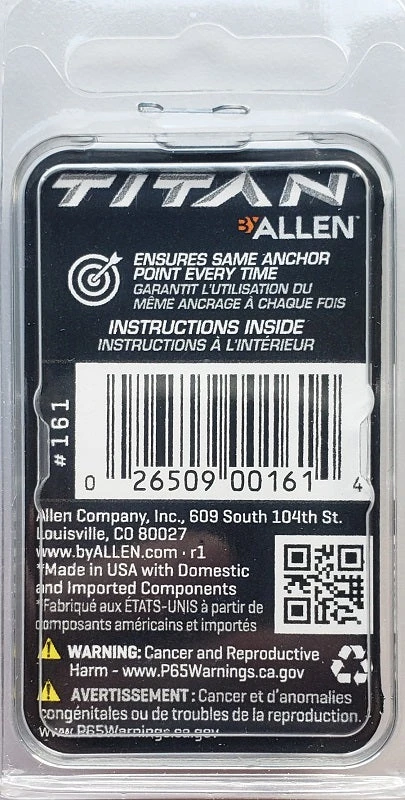 TITAN™
BY ALLEN™
ENSURES SAME ANCHOR
POINT EVERY TIME
GARANTIT L'UTILISATION DU
MÊME ANCRAGE À CHAQUE FOIS
INSTRUCTIONS INSIDE
INSTRUCTIONS À L'INTÉRIEUR
#161
0 26509 00161 4
Allen Company, Inc., 609 South 104th St.
Louisville, CO 80027
www.byALLEN.com · r1
*Made in USA with Domestic
and Imported Components
*Fabriqué aux ÉTATS-UNIS à partir de
composants américains et importés
WARNING: Cancer and Reproductive
Harm - www.P65Warnings.ca.gov
AVERTISSEMENT : Cancer et d'anomalies
congénitales ou de troubles de la reproduction.
www.P65Warnings.ca.gov